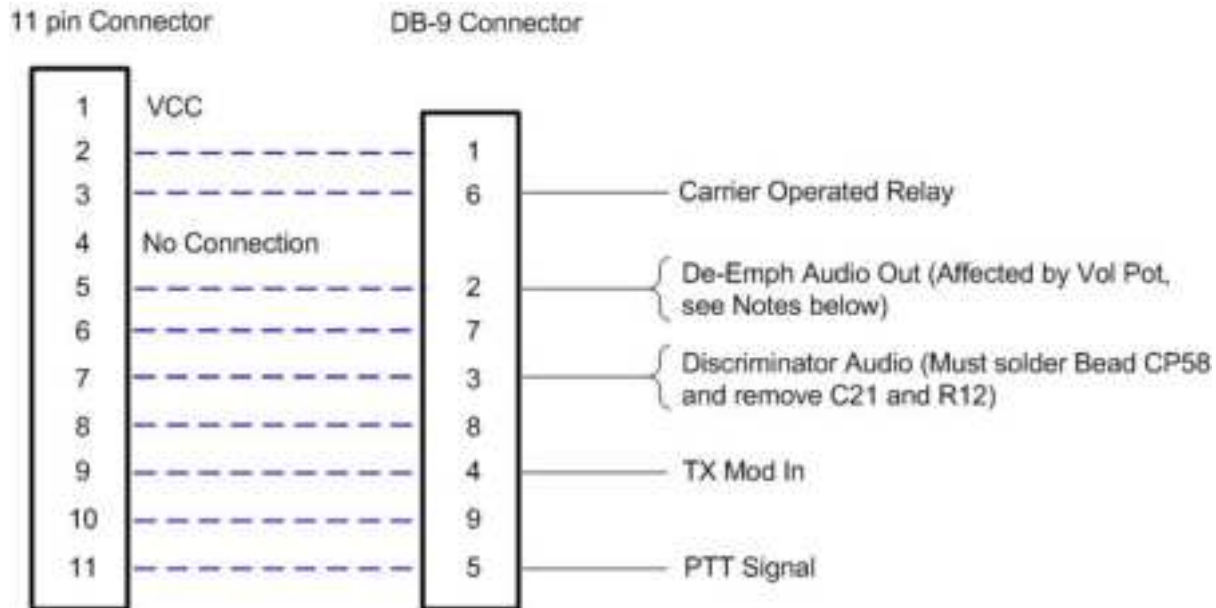 11 pin Connector DB-9 Connector
1 VCC
2 1
3 6 Carrier Operated Relay
4 No Connection
5 2 De-Emph Audio Out (Affected by Vol Pot,
see Notes below)
6 7
7 3 Discriminator Audio (Must solder Bead CP58
and remove C21 and R12)
8 8
9 4 TX Mod In
10 9
11 5 PTT Signal